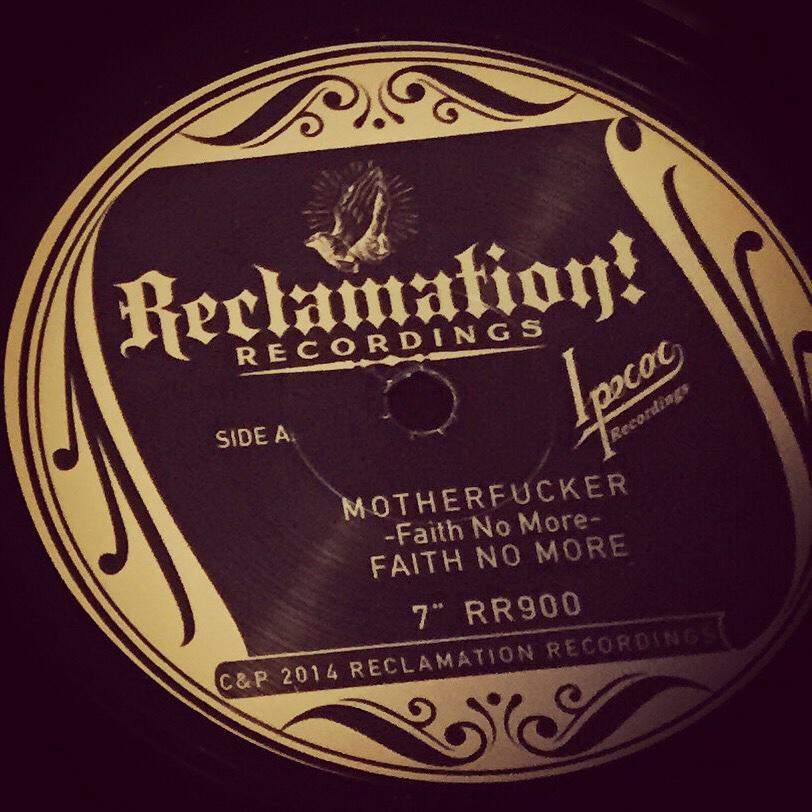 Reclamation!
RECORDINGS
Ipecac
Recordings
SIDE A.
MOTHERFUCKER
-Faith No More-
FAITH NO MORE
7" RR900
C&P 2014 RECLAMATION RECORDINGS